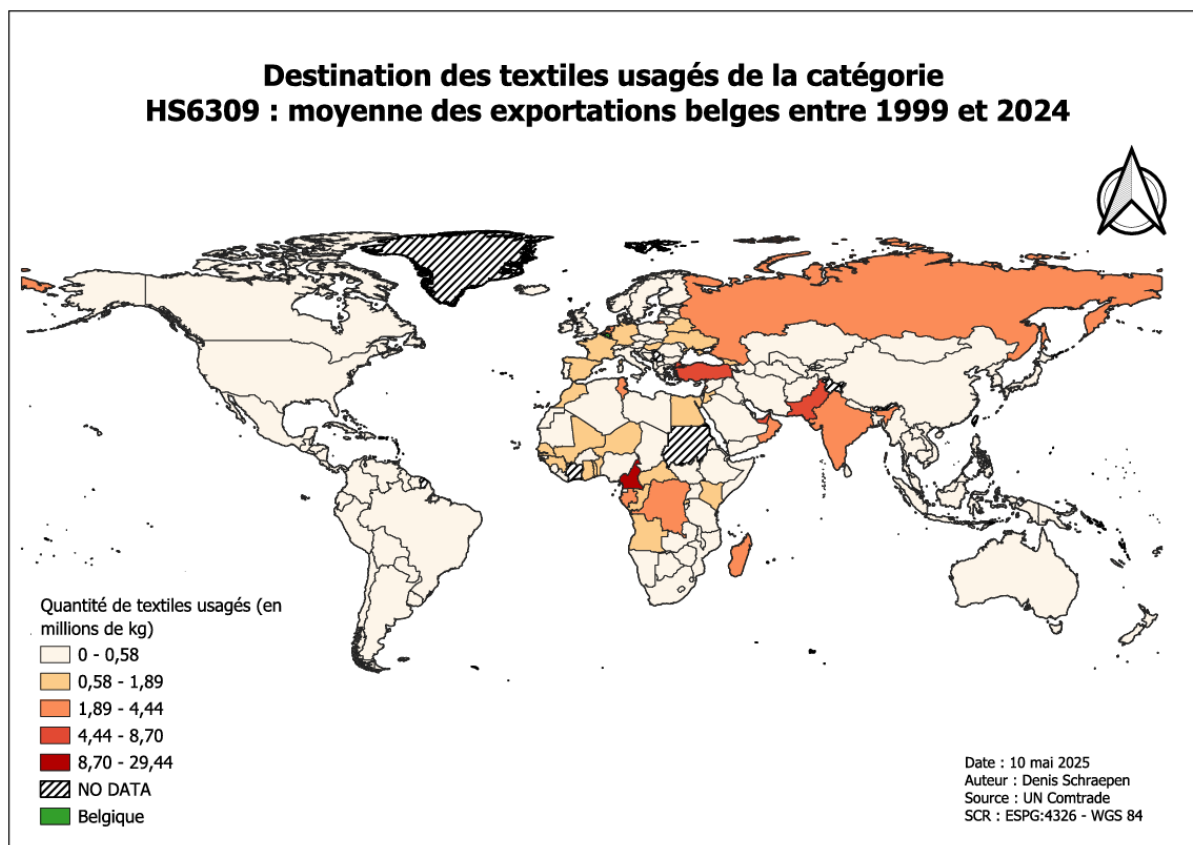 Destination des textiles usagés de la catégorie
HS6309 : moyenne des exportations belges entre 1999 et 2024
Quantité de textiles usagés (en
millions de kg)
0 - 0,58
0,58 - 1,89
1,89 - 4,44
4,44 - 8,70
8,70 - 29,44
NO DATA
Belgique
Date : 10 mai 2025
Auteur : Denis Schraepen
Source : UN Comtrade
SCR : ESPG:4326 - WGS 84